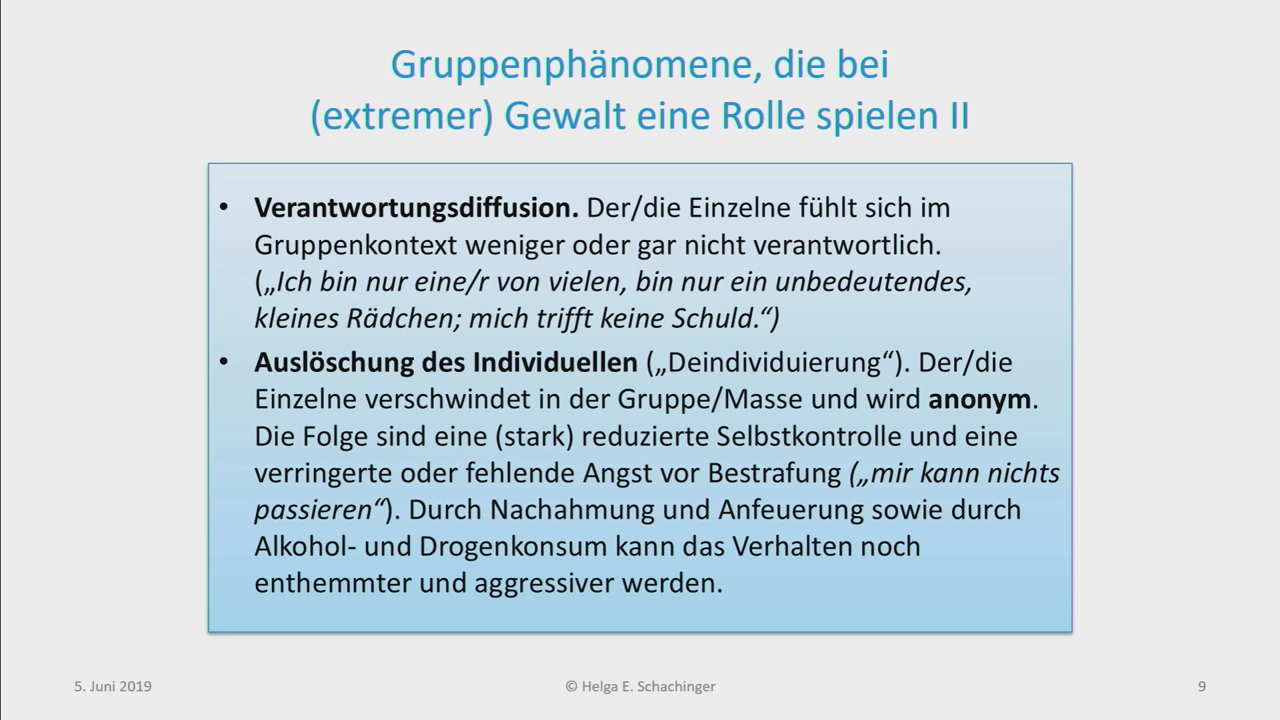 Gruppenphänomene, die bei
(extremer) Gewalt eine Rolle spielen II
• Verantwortungsdiffusion. Der/die Einzelne fühlt sich im
Gruppenkontext weniger oder gar nicht verantwortlich.
(„Ich bin nur eine/r von vielen, bin nur ein unbedeutendes,
kleines Rädchen; mich trifft keine Schuld.“)
• Auslöschung des Individuellen („Deindividuierung“). Der/die
Einzelne verschwindet in der Gruppe/Masse und wird anonym.
Die Folge sind eine (stark) reduzierte Selbstkontrolle und eine
verringerte oder fehlende Angst vor Bestrafung („mir kann nichts
passieren“). Durch Nachahmung und Anfeuerung sowie durch
Alkohol- und Drogenkonsum kann das Verhalten noch
enthemmter und aggressiver werden.
5. Juni 2019
© Helga E. Schachinger
9